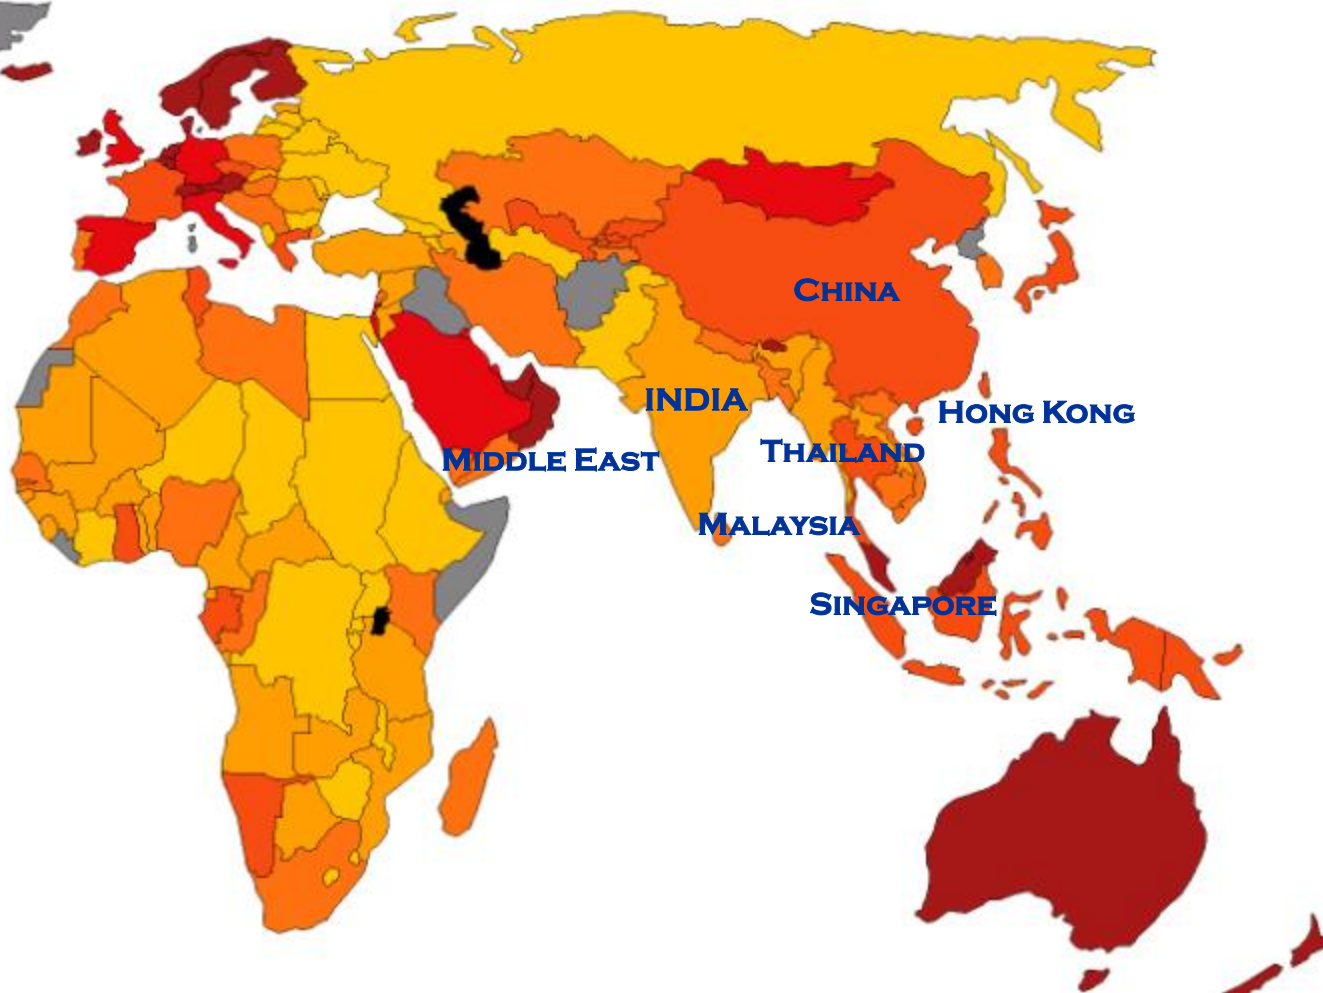 China
INDIA
Hong Kong
Middle East
Thailand
Malaysia
Singapore